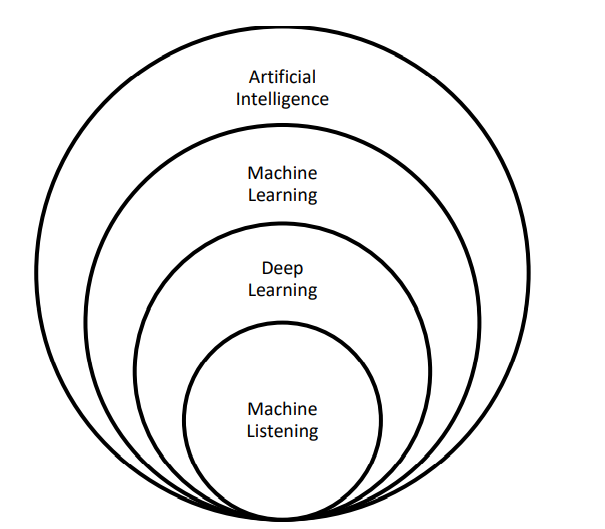 Artificial
Intelligence
Machine
Learning
Deep
Learning
Machine
Listening